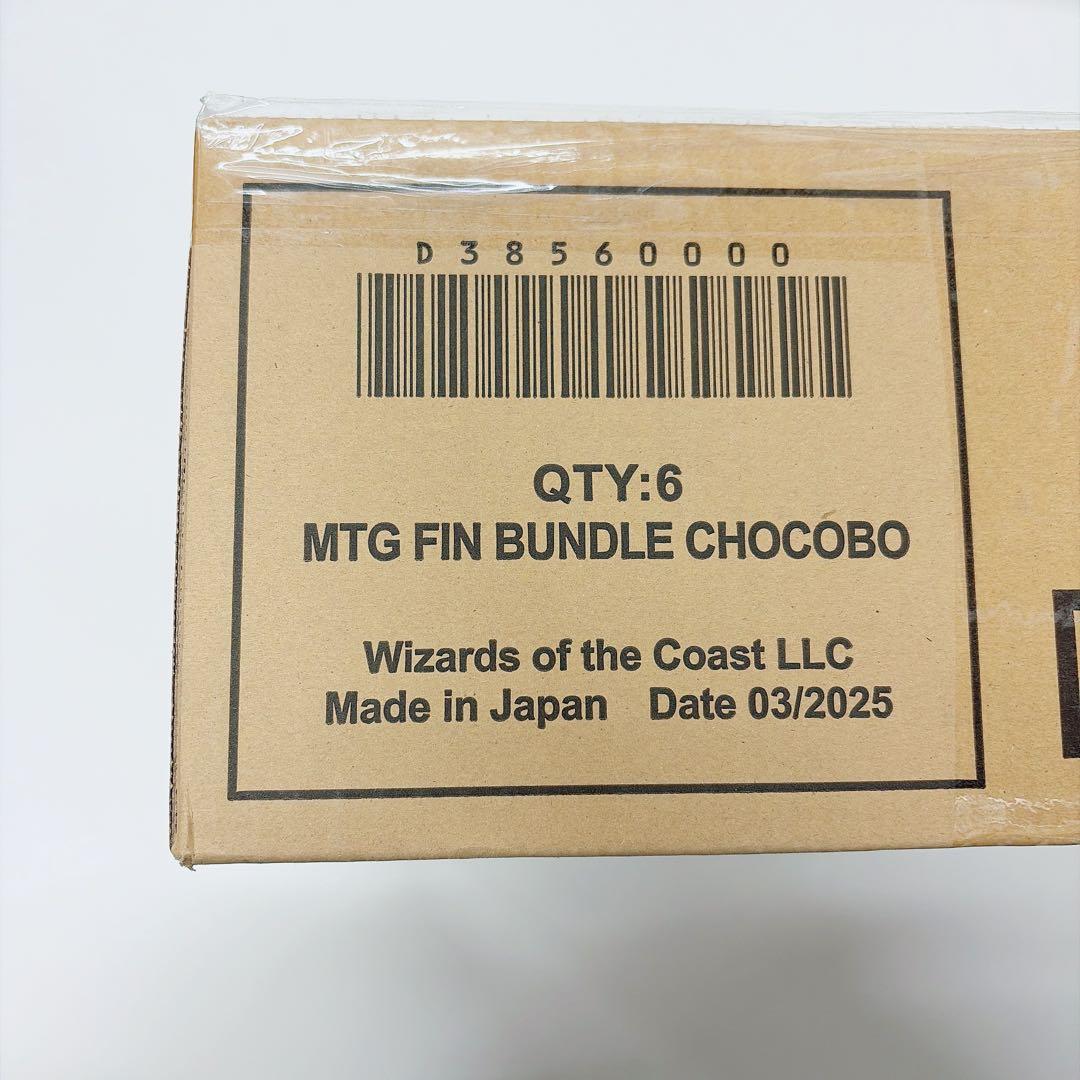 D38560000
QTY:6
MTG FIN BUNDLE CHOCOBO
Wizards of the Coast LLC
Made in Japan Date 03/2025